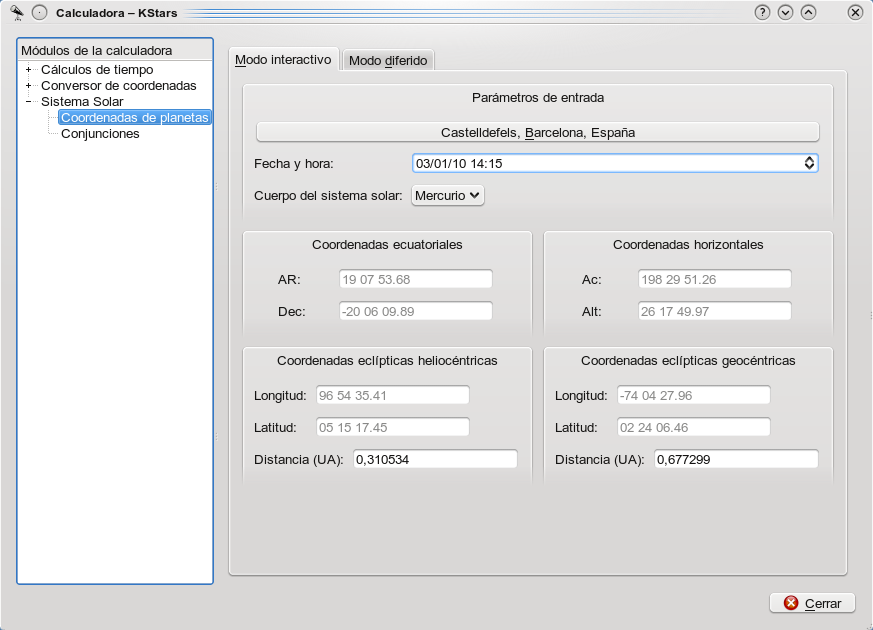 Calculadora – KStars
Módulos de la calculadora
Cálculos de tiempo
Conversor de coordenadas
Sistema Solar
Coordenadas de planetas
Conjunciones
Modo interactivo
Modo diferido
Parámetros de entrada
Castelldefels, Barcelona, España
Fecha y hora: 03/01/10 14:15
Cuerpo del sistema solar: Mercurio
Coordenadas ecuatoriales
AR: 19 07 53.68
Dec: -20 06 09.89
Coordenadas horizontales
Ac: 198 29 51.26
Alt: 26 17 49.97
Coordenadas eclípticas heliocéntricas
Longitud: 96 54 35.41
Latitud: 05 15 17.45
Distancia (UA): 0,310534
Coordenadas eclípticas geocéntricas
Longitud: -74 04 27.96
Latitud: 02 24 06.46
Distancia (UA): 0,677299
Cerrar